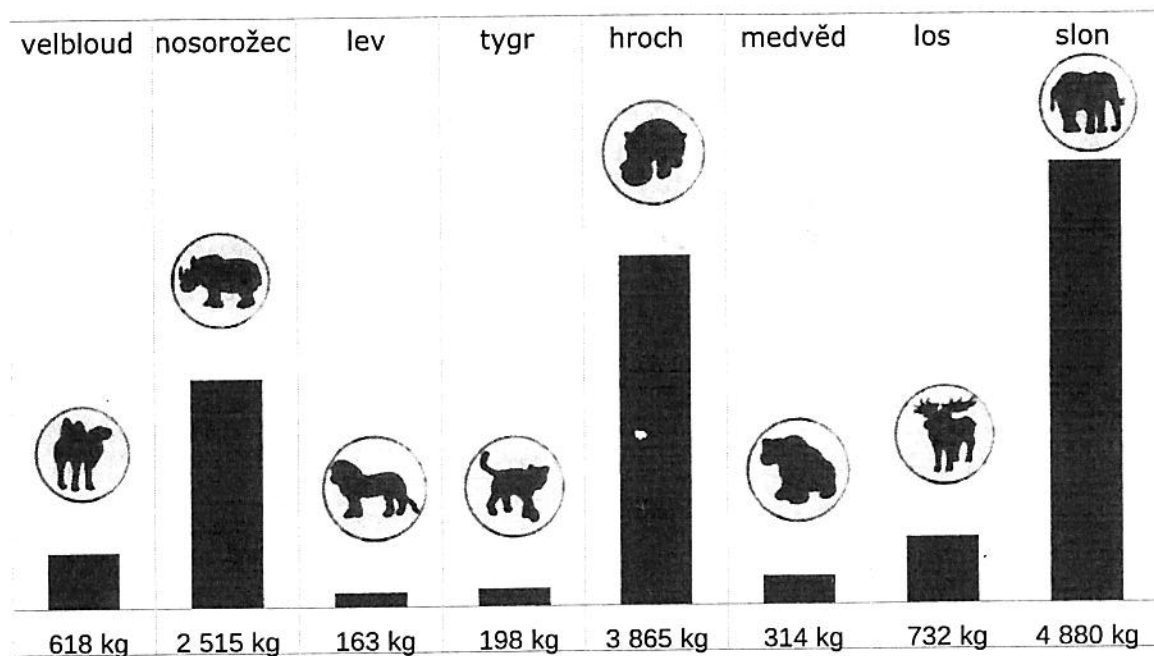 velbloud nosorožec lev tygr hroch medvěd los slon
618 kg 2 515 kg 163 kg 198 kg 3 865 kg 314 kg 732 kg 4 880 kg